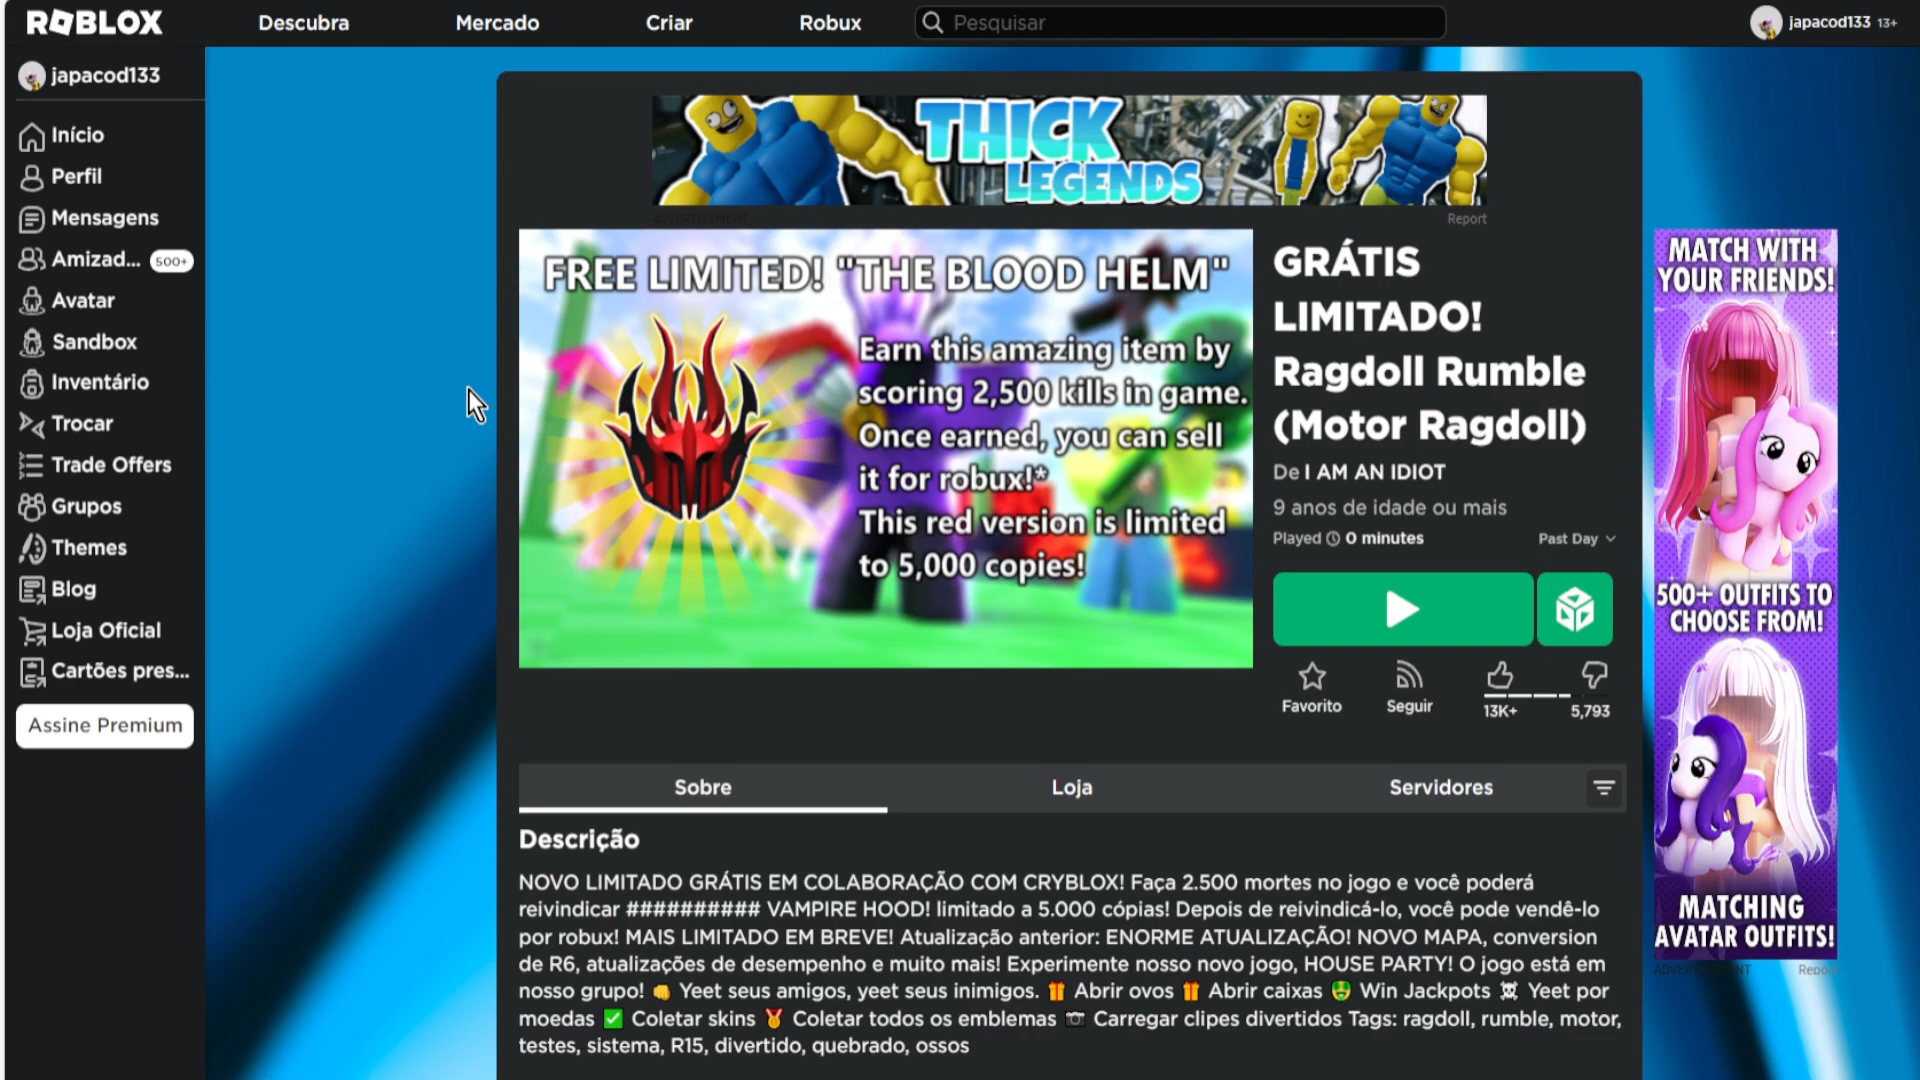 ROBLOX
Descubra
Mercado
Criar
Robux
Pesquisar
japacod133 13+
japacod133
Início
Perfil
Mensagens
Amizad... 500+
Avatar
Sandbox
Inventário
Trocar
Trade Offers
Grupos
Themes
Blog
Loja Oficial
Cartões pres...
Assine Premium
THICK
LEGENDS
ADVERTISEMENT
Report
FREE LIMITED! "THE BLOOD HELM"
Earn this amazing item by
scoring 2,500 kills in game.
Once earned, you can sell
it for robux!*
This red version is limited
to 5,000 copies!
GRÁTIS
LIMITADO!
Ragdoll Rumble
(Motor Ragdoll)
De I AM AN IDIOT
9 anos de idade ou mais
Played 0 minutes
Past Day
Favorito
Seguir
13K+
5,793
Sobre
Loja
Servidores
Descrição
NOVO LIMITADO GRÁTIS EM COLABORAÇÃO COM CRYBLOX! Faça 2.500 mortes no jogo e você poderá
reivindicar ########## VAMPIRE HOOD! limitado a 5.000 cópias! Depois de reivindicá-lo, você pode vendê-lo
por robux! MAIS LIMITADO EM BREVE! Atualização anterior: ENORME ATUALIZAÇÃO! NOVO MAPA, conversion
de R6, atualizações de desempenho e muito mais! Experimente nosso novo jogo, HOUSE PARTY! O jogo está em
nosso grupo! 👊 Yeet seus amigos, yeet seus inimigos. 🎁 Abrir ovos 🎁 Abrir caixas 🤑 Win Jackpots ☠️ Yeet por
moedas ✅ Coletar skins 🏅 Coletar todos os emblemas 📷 Carregar clipes divertidos Tags: ragdoll, rumble, motor,
testes, sistema, R15, divertido, quebrado, ossos
MATCH WITH
YOUR FRIENDS!
500+ OUTFITS TO
CHOOSE FROM!
MATCHING
AVATAR OUTFITS!
ADVERTISEMENT
Report